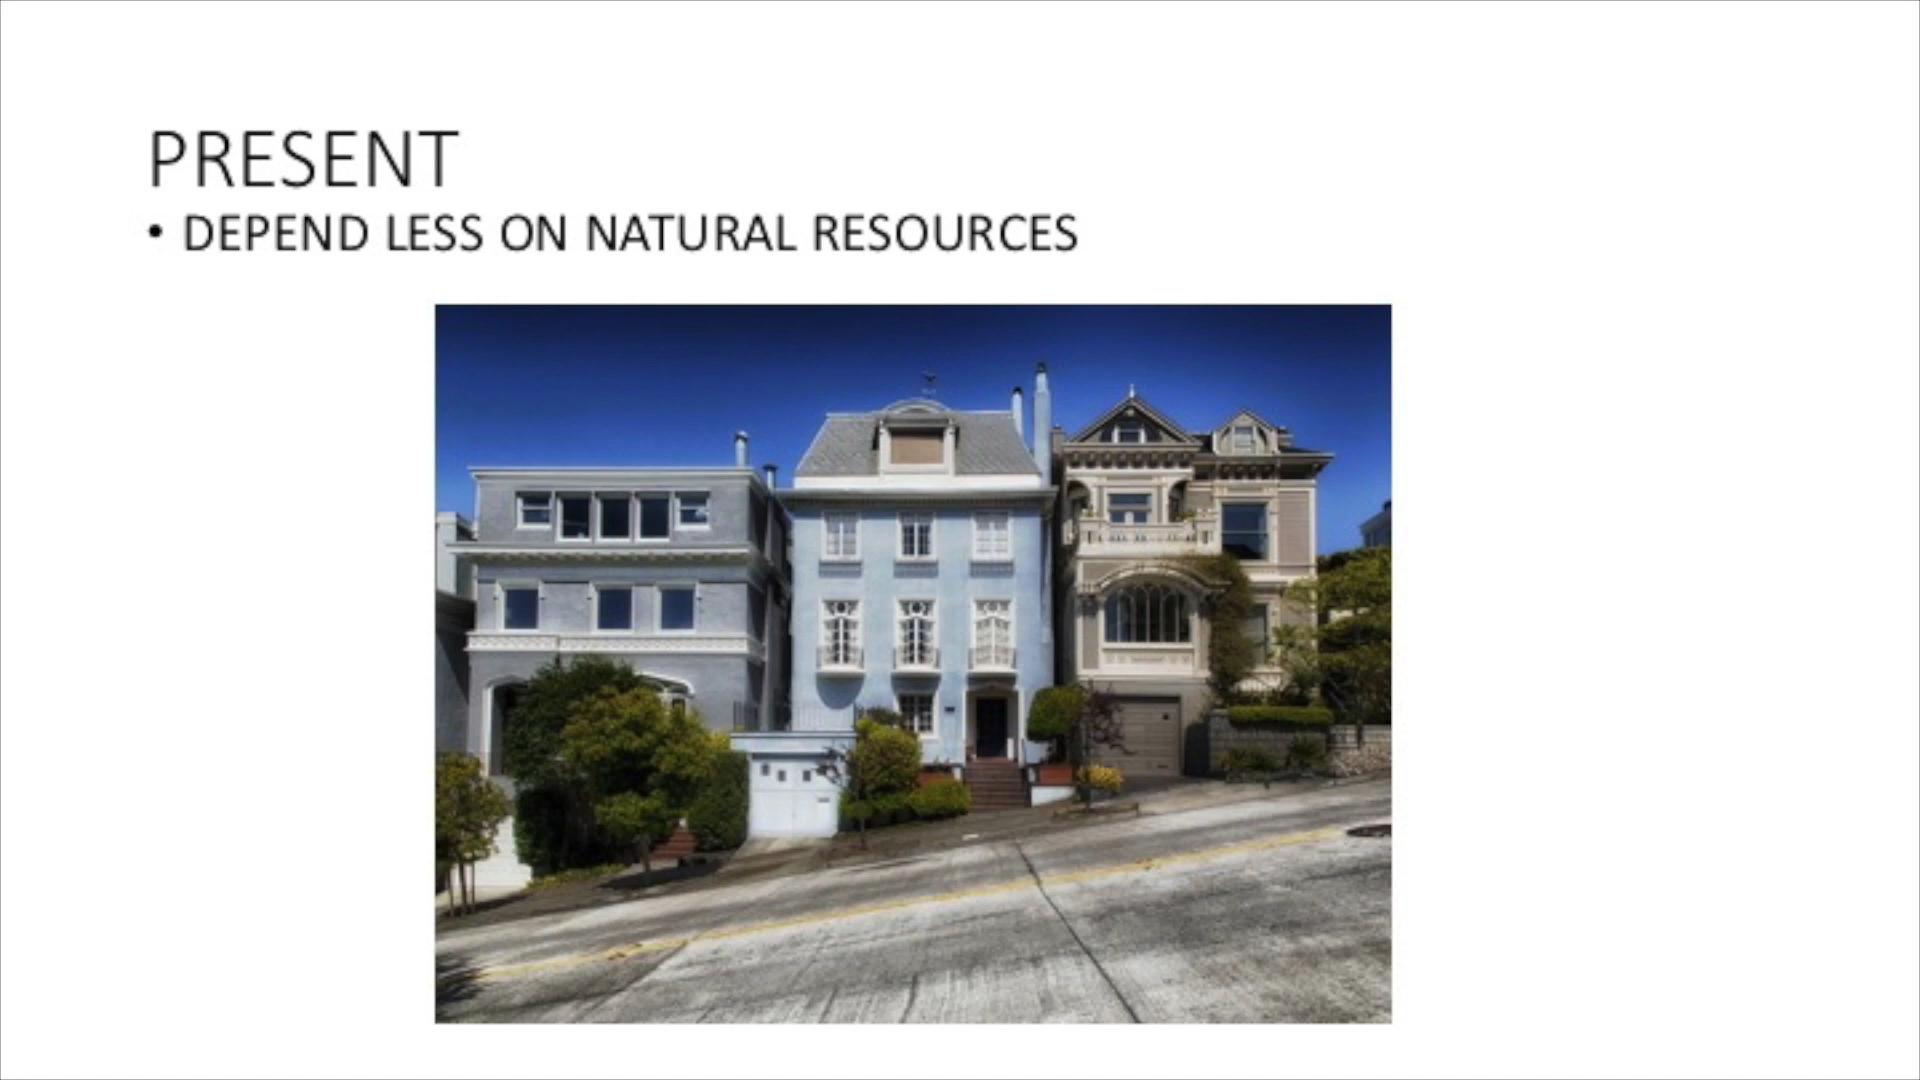 PRESENT
• DEPEND LESS ON NATURAL RESOURCES